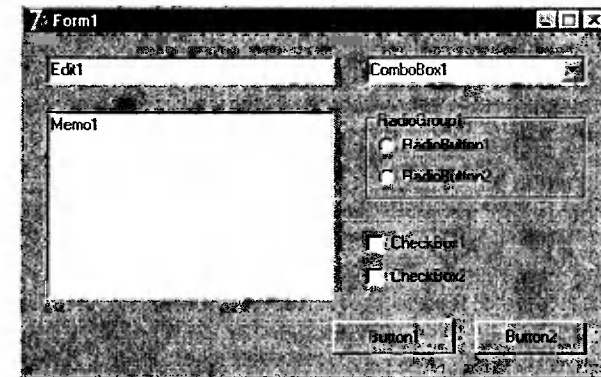 Form1
Edit1
ComboBox1
Memo1
RadioGroup1
RadioButton1
RadioButton2
CheckBox1
CheckBox2
Button1
Button2